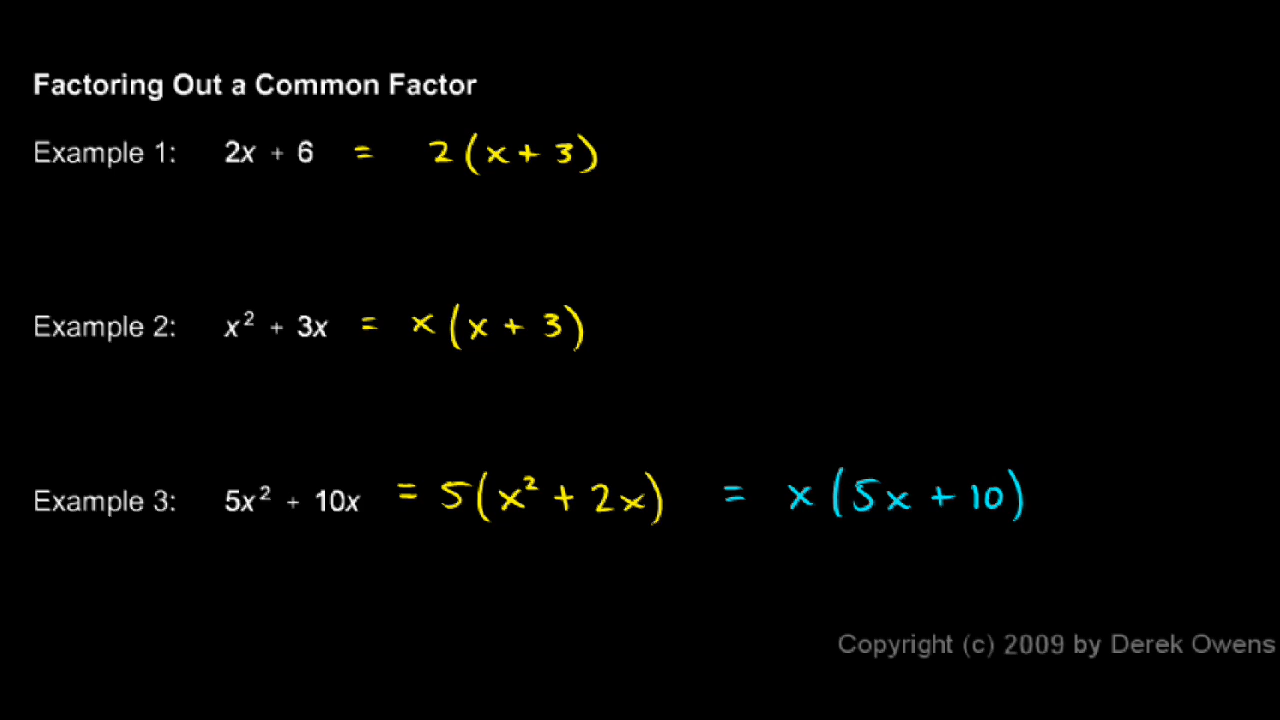 Factoring Out a Common Factor
Example 1: 2x + 6 = 2(x + 3)
Example 2: x² + 3x = x(x + 3)
Example 3: 5x² + 10x = 5(x² + 2x) = x(5x + 10)
Copyright (c) 2009 by Derek Owens